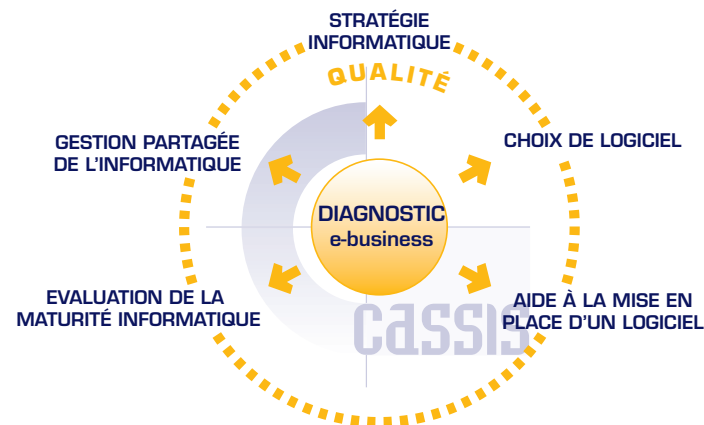 STRATÉGIE
INFORMATIQUE
QUALITÉ
GESTION PARTAGÉE
DE L'INFORMATIQUE
CHOIX DE LOGICIEL
DIAGNOSTIC
e-business
EVALUATION DE LA
MATURITÉ INFORMATIQUE
AIDE À LA MISE EN
PLACE D'UN LOGICIEL
cassis